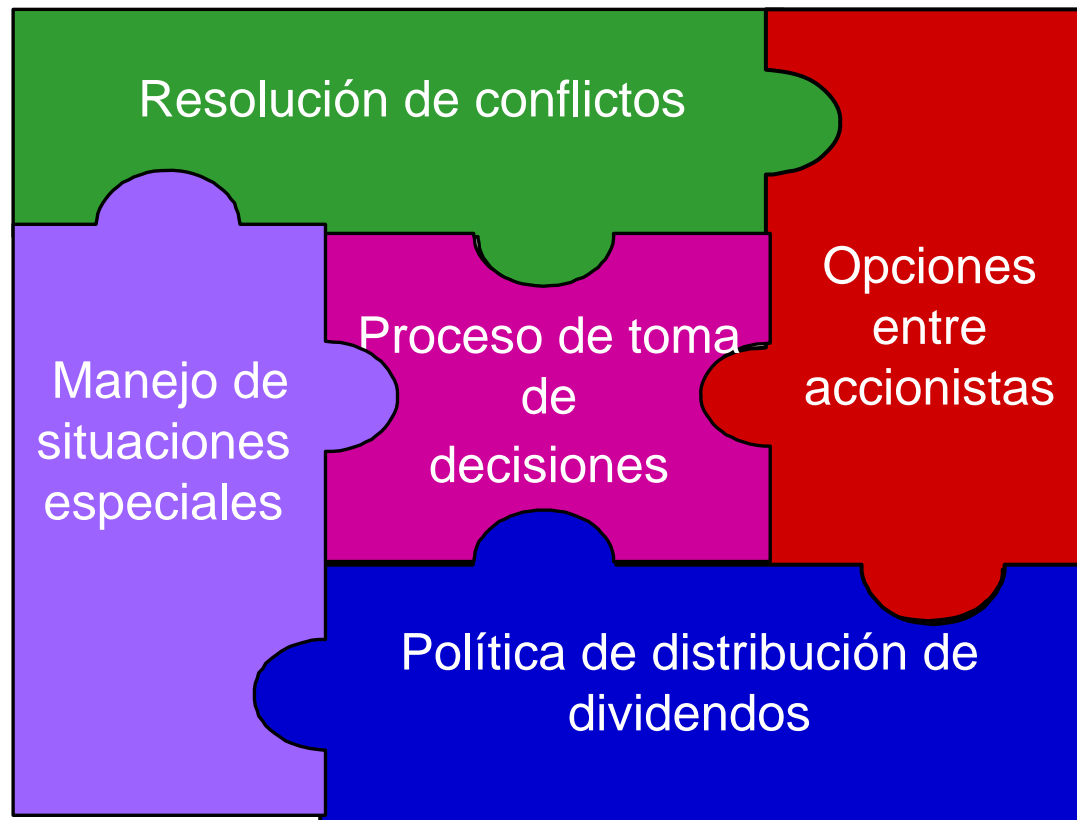 Resolución de conflictos
Opciones
entre
accionistas
Proceso de toma
de
decisiones
Manejo de
situaciones
especiales
Política de distribución de
dividendos